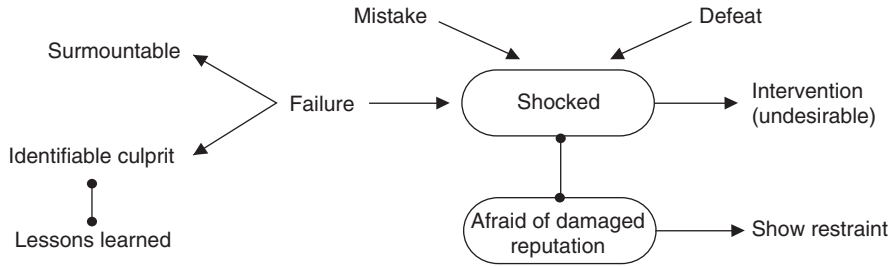 Mistake
Defeat
Surmountable
Failure
Shocked
Intervention
(undesirable)
Identifiable culprit
Lessons learned
Afraid of damaged
reputation
Show restraint